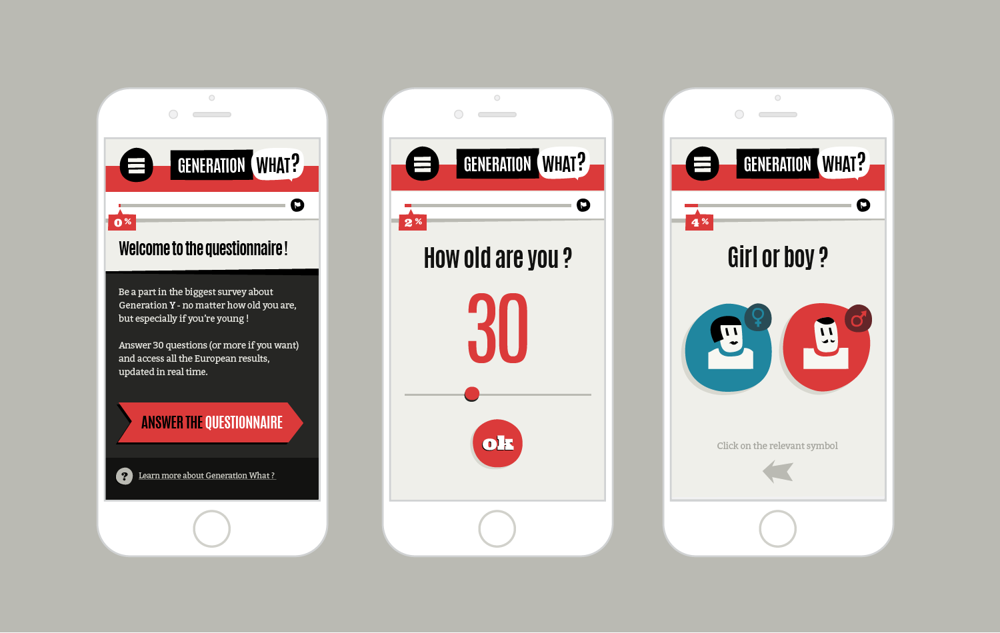 GENERATION WHAT?
0 %
Welcome to the questionnaire !
Be a part in the biggest survey about
Generation Y - no matter how old you are,
but especially if you're young !
Answer 30 questions (or more if you want)
and access all the European results,
updated in real time.
ANSWER THE QUESTIONNAIRE
? Learn more about Generation What ?
GENERATION WHAT?
2 %
How old are you ?
30
ok
GENERATION WHAT?
4 %
Girl or boy ?
♀ ♂
Click on the relevant symbol